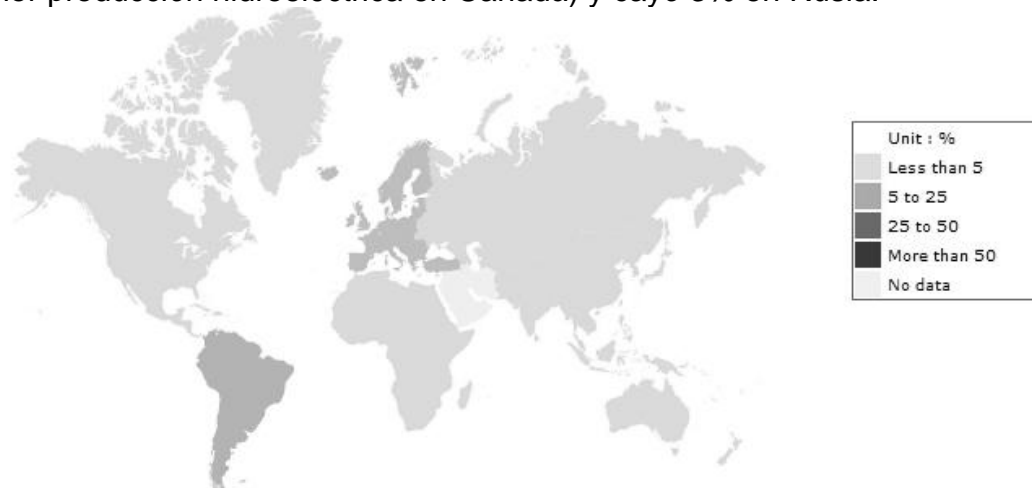 producción hidroeléctrica en Canadá, y cayó 3% en Rusia.
Unit : %
Less than 5
5 to 25
25 to 50
More than 50
No data